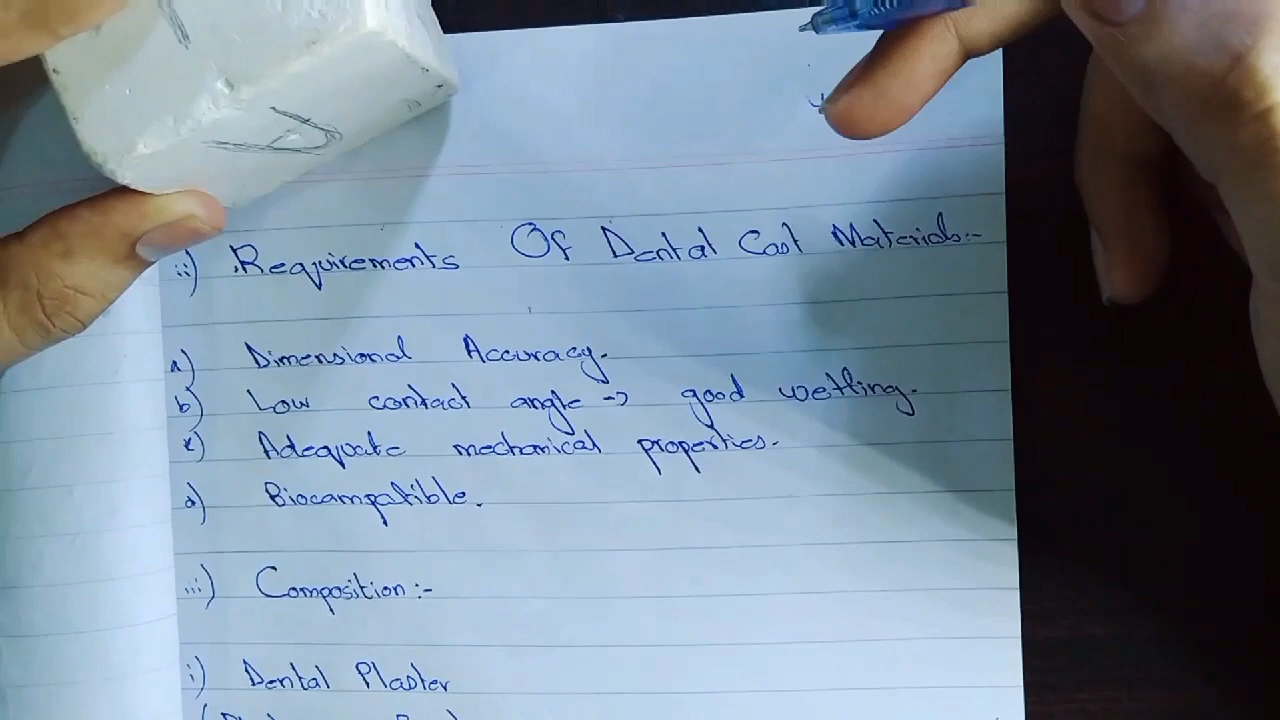 ii) Requirements Of Dental Cast Materials:-
a) Dimensional Accuracy.
b) Low contact angle -> good wetting.
c) Adequate mechanical properties.
d) Biocompatible.
iii) Composition:-
i) Dental Plaster